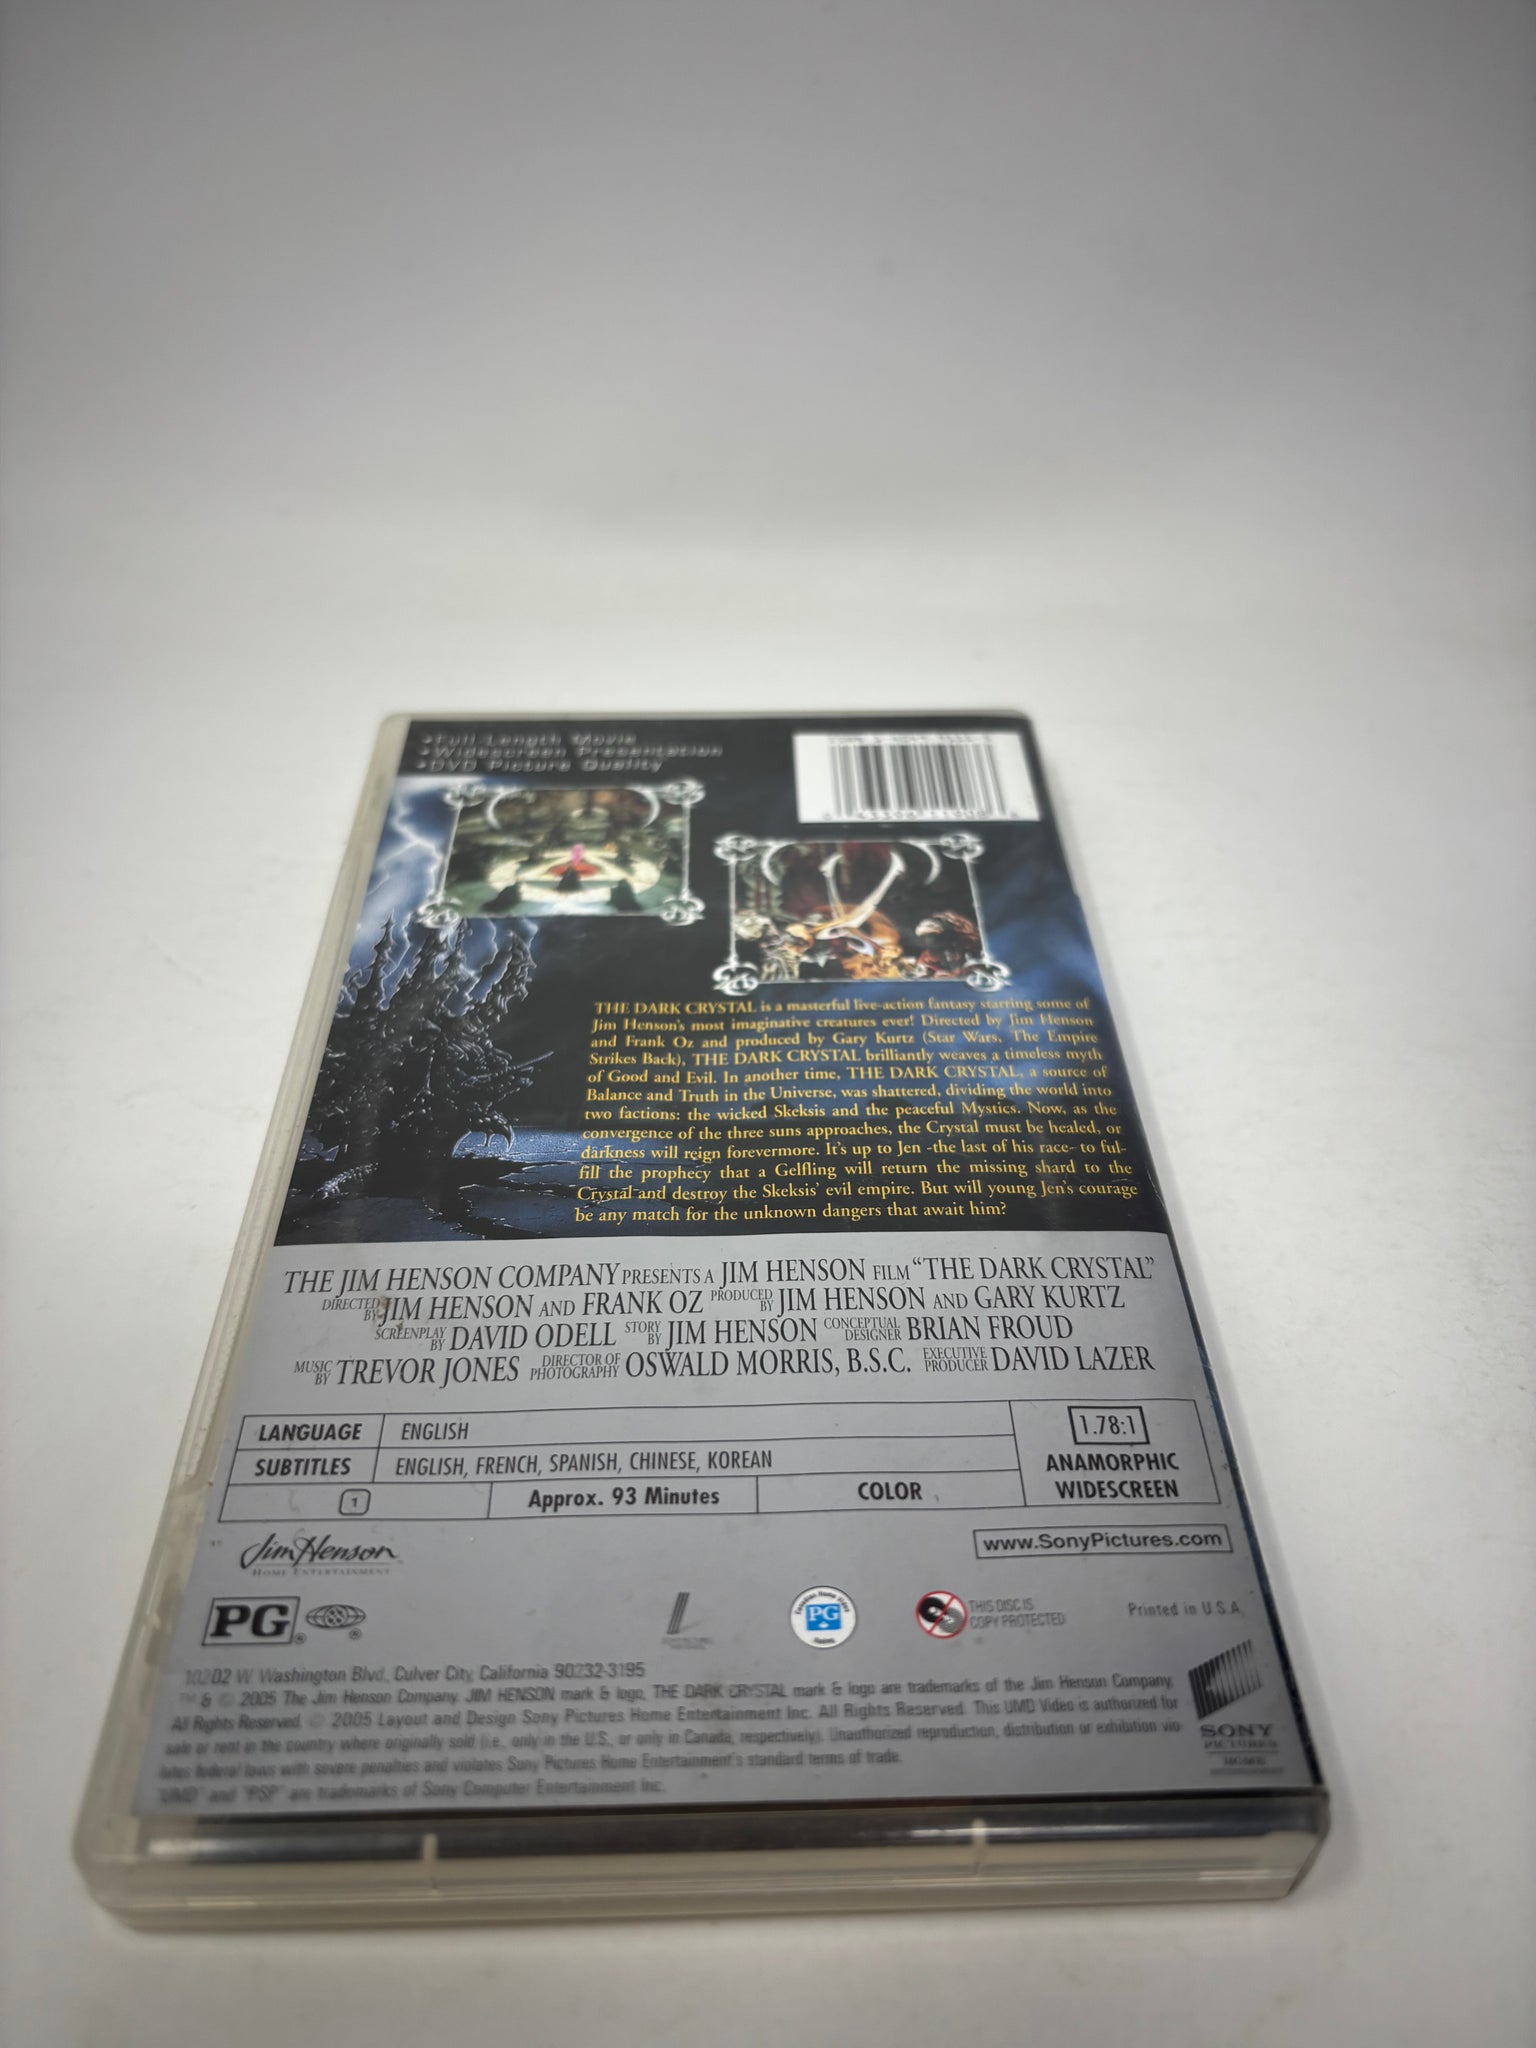 •Full-Length Movie
•Widescreen Presentation
•DVD Picture Quality
THE DARK CRYSTAL is a masterful live-action fantasy starring some of
Jim Henson's most imaginative creatures ever! Directed by Jim Henson
and Frank Oz and produced by Gary Kurtz (Star Wars, The Empire
Strikes Back), THE DARK CRYSTAL brilliantly weaves a timeless myth
of Good and Evil. In another time, THE DARK CRYSTAL, a source of
Balance and Truth in the Universe, was shattered, dividing the world into
two factions: the wicked Skeksis and the peaceful Mystics. Now, as the
convergence of the three suns approaches, the Crystal must be healed, or
darkness will reign forevermore. It's up to Jen -the last of his race- to ful-
fill the prophecy that a Gelfling will return the missing shard to the
Crystal and destroy the Skeksis' evil empire. But will young Jen's courage
be any match for the unknown dangers that await him?
THE JIM HENSON COMPANY PRESENTS A JIM HENSON FILM "THE DARK CRYSTAL"
DIRECTED BY JIM HENSON AND FRANK OZ PRODUCED BY JIM HENSON AND GARY KURTZ
SCREENPLAY BY DAVID ODELL STORY BY JIM HENSON CONCEPTUAL DESIGNER BRIAN FROUD
MUSIC BY TREVOR JONES DIRECTOR OF PHOTOGRAPHY OSWALD MORRIS, B.S.C. EXECUTIVE PRODUCER DAVID LAZER
LANGUAGE ENGLISH
SUBTITLES ENGLISH, FRENCH, SPANISH, CHINESE, KOREAN
1 Approx. 93 Minutes COLOR
1.78:1
ANAMORPHIC
WIDESCREEN
Jim Henson
HOME ENTERTAINMENT
www.SonyPictures.com
PG
Canadian Home Video
PG
THIS DISC IS
COPY PROTECTED
Printed in U.S.A.
10202 W. Washington Blvd., Culver City, California 90232-3195
™ & © 2005 The Jim Henson Company. JIM HENSON mark & logo, THE DARK CRYSTAL mark & logo are trademarks of the Jim Henson Company.
All Rights Reserved. © 2005 Layout and Design Sony Pictures Home Entertainment Inc. All Rights Reserved. This UMD Video is authorized for
sale or rent in the country where originally sold (i.e., only in the U.S., or only in Canada, respectively). Unauthorized reproduction, distribution or exhibition vio-
lates federal laws with severe penalties and violates Sony Pictures Home Entertainment's standard terms of trade.
"UMD" and "PSP" are trademarks of Sony Computer Entertainment Inc.
SONY
PICTURES
HOME